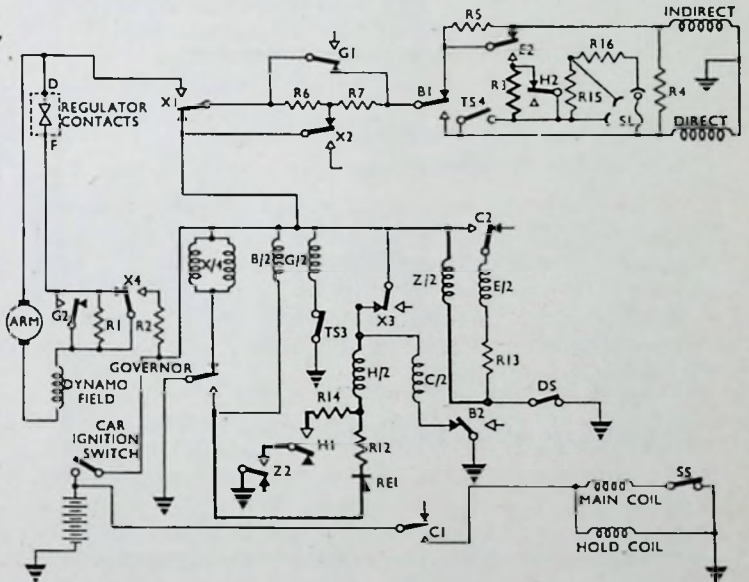 INDIRECT
R5
R16
E2
G1
D
R3
H2
R15
R4
X1
R6
R7
B1
TS4
SL
REGULATOR
CONTACTS
X2
DIRECT
F
C2
X/4
B/2
G/2
Z/2
E/2
X4
X3
G2
R1
R2
ARM
TS3
H/2
C/2
R13
GOVERNOR
DYNAMO
FIELD
R14
B2
DS
CAR
IGNITION
SWITCH
H1
R12
Z2
RE1
SS
MAIN COIL
C1
HOLD COIL